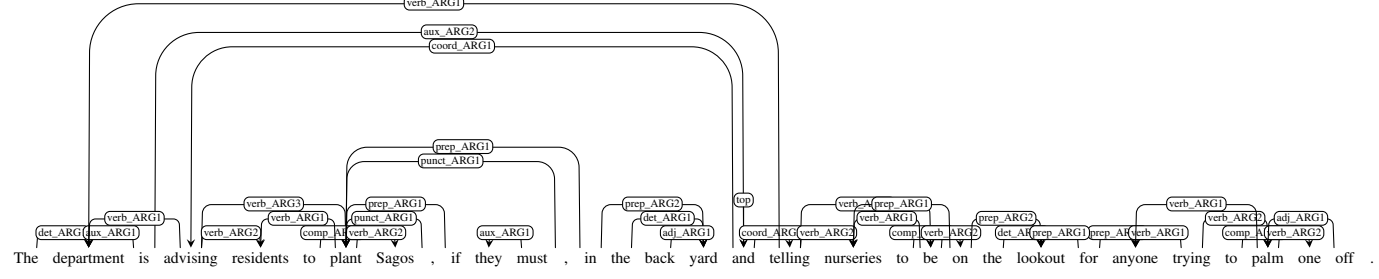 verb_ARG1
aux_ARG2
coord_ARG1
prep_ARG1
punct_ARG1
verb_ARG3 prep_ARG1 prep_ARG2 top prep_ARG1 verb_ARG1
verb_ARG1 verb_ARG1 punct_ARG1 det_ARG1 verb_ARG1 prep_ARG2 verb_ARG2 adj_ARG1
aux_ARG1 verb_ARG2 verb_ARG2 aux_ARG1 adj_ARG1 verb_ARG2 verb_ARG2 prep_ARG1 verb_ARG1 verb_ARG2
The department is advising residents to plant Sagos , if they must , in the back yard and telling nurseries to be on the lookout for anyone trying to palm one off .